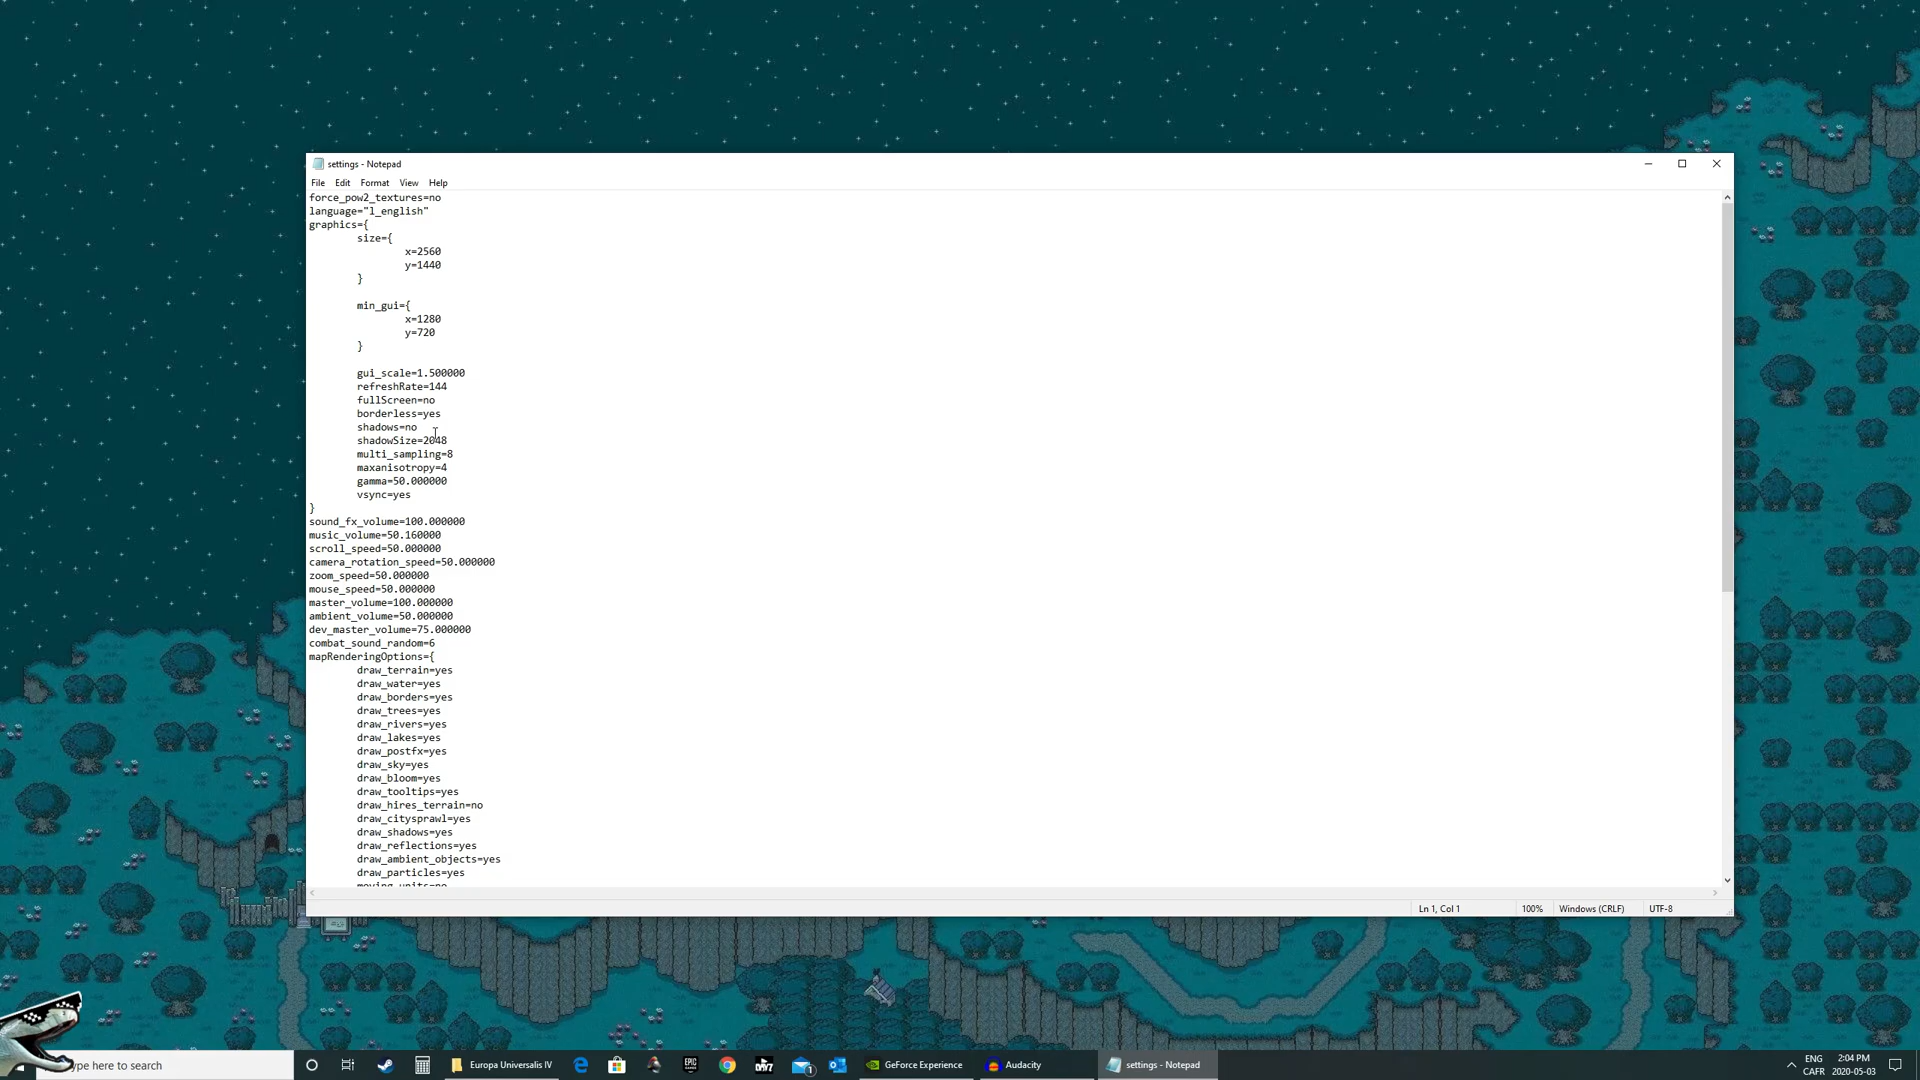 settings - Notepad
File Edit Format View Help
force_pow2_textures=no
language="l_english"
graphics={
size={
x=2560
y=1440
}
min_gui={
x=1280
y=720
}
gui_scale=1.500000
refreshRate=144
fullScreen=no
borderless=yes
shadows=no
shadowSize=2048
multi_sampling=8
maxanisotropy=4
gamma=50.000000
vsync=yes
}
sound_fx_volume=100.000000
music_volume=50.160000
scroll_speed=50.000000
camera_rotation_speed=50.000000
zoom_speed=50.000000
mouse_speed=50.000000
master_volume=100.000000
ambient_volume=50.000000
dev_master_volume=75.000000
combat_sound_random=6
mapRenderingOptions={
draw_terrain=yes
draw_water=yes
draw_borders=yes
draw_trees=yes
draw_rivers=yes
draw_lakes=yes
draw_postfx=yes
draw_sky=yes
draw_bloom=yes
draw_tooltips=yes
draw_hires_terrain=no
draw_citysprawl=yes
draw_shadows=yes
draw_reflections=yes
draw_ambient_objects=yes
draw_particles=yes
moving_units=no
Ln 1, Col 1 100% Windows (CRLF) UTF-8
ype here to search
EPIC GAMES
DAYZ
1
Europa Universalis IV
GeForce Experience
Audacity
settings - Notepad
ENG 2:04 PM
CAFR 2020-05-03